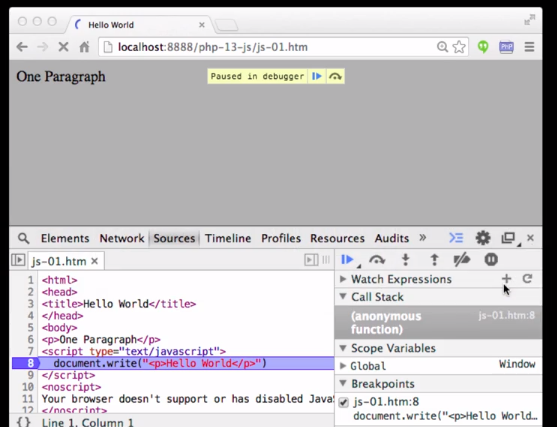 Hello World
localhost:8888/php-13-js/js-01.htm
PHP
One Paragraph
Paused in debugger
Elements Network Sources Timeline Profiles Resources Audits »
js-01.htm ×
1 <html>
2 <head>
3 <title>Hello World</title>
4 </head>
5 <body>
6 <p>One Paragraph</p>
7 <script type="text/javascript">
8 document.write("<p>Hello World</p>")
9 </script>
10 <noscript>
11 Your browser doesn't support or has disabled Java
12 </noscript>
{} Line 1, Column 1
Watch Expressions
Call Stack
(anonymous function) js-01.htm:8
Scope Variables
Global Window
Breakpoints
js-01.htm:8
document.write("<p>Hello World...